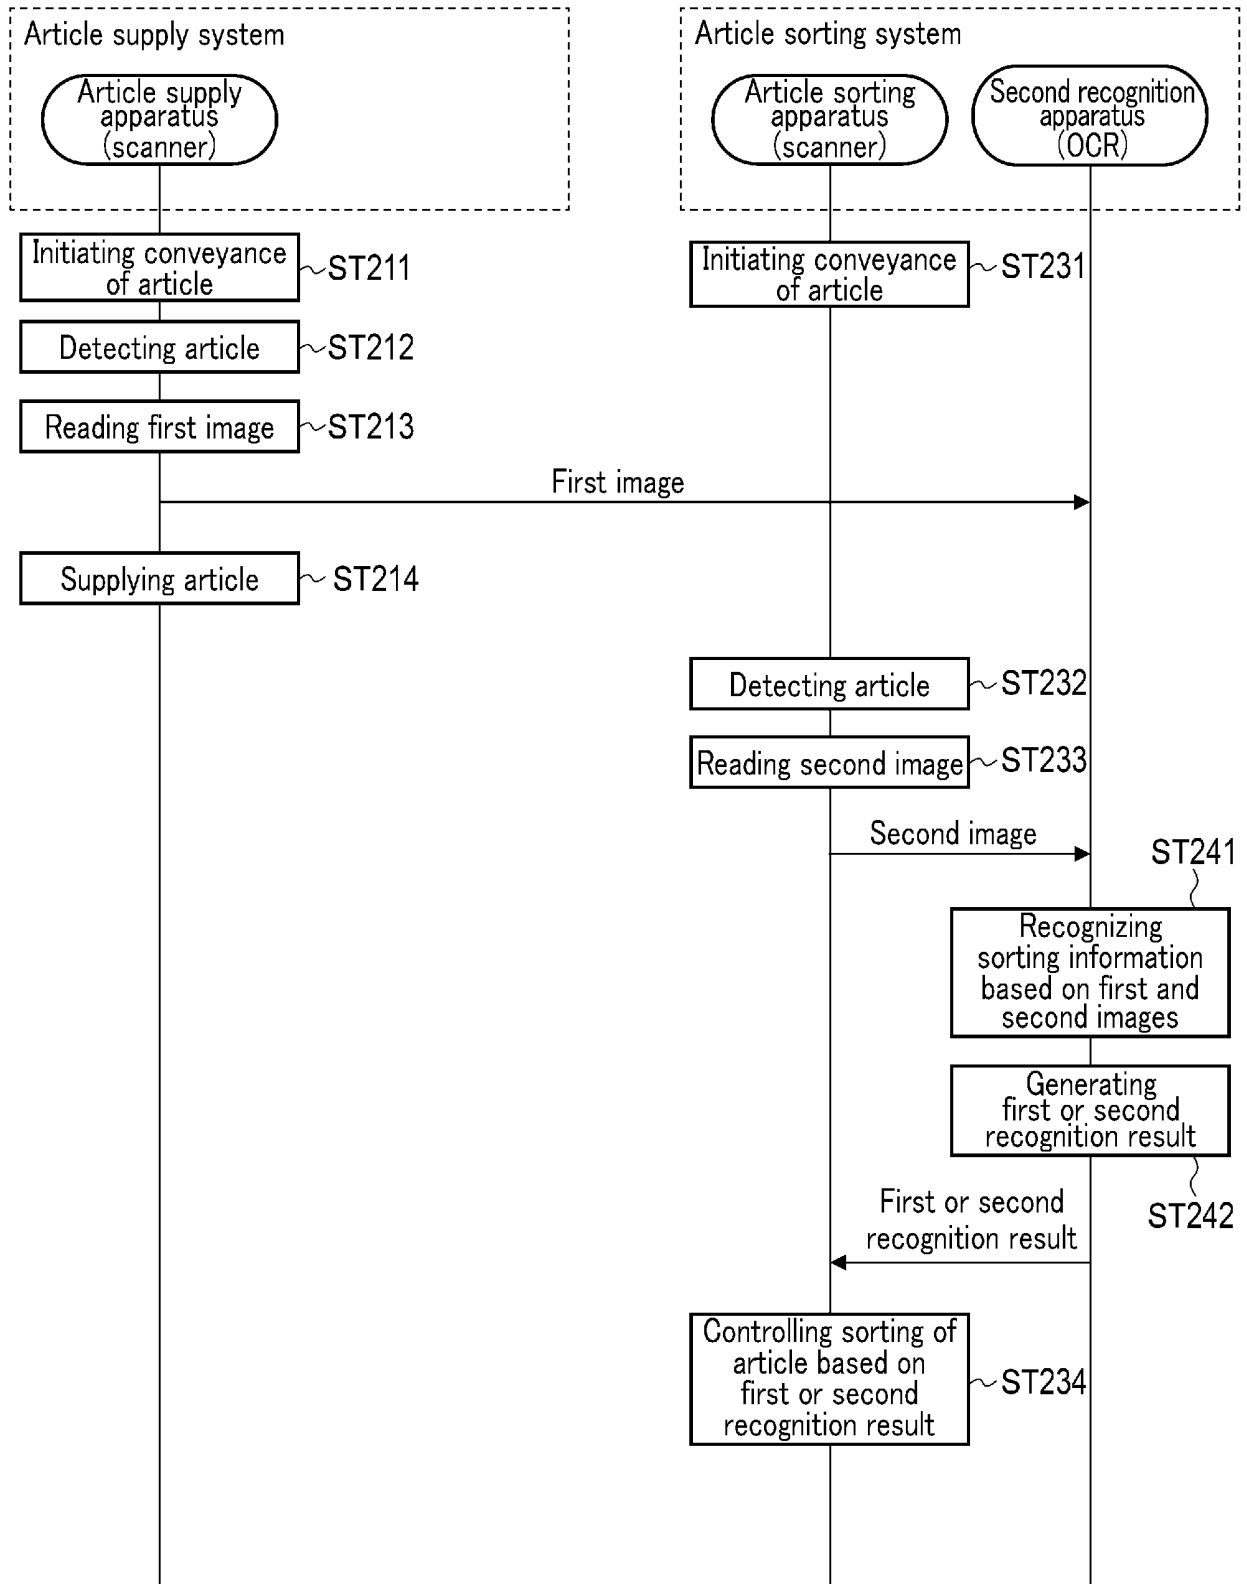 Article supply system
Article supply
apparatus
(scanner)
Article sorting system
Article sorting
apparatus
(scanner)
Second recognition
apparatus
(OCR)
Initiating conveyance
of article
ST211
Initiating conveyance
of article
ST231
Detecting article
ST212
Reading first image
ST213
First image
Supplying article
ST214
Detecting article
ST232
Reading second image
ST233
Second image
ST241
Recognizing
sorting information
based on first and
second images
Generating
first or second
recognition result
ST242
First or second
recognition result
Controlling sorting of
article based on
first or second
recognition result
ST234